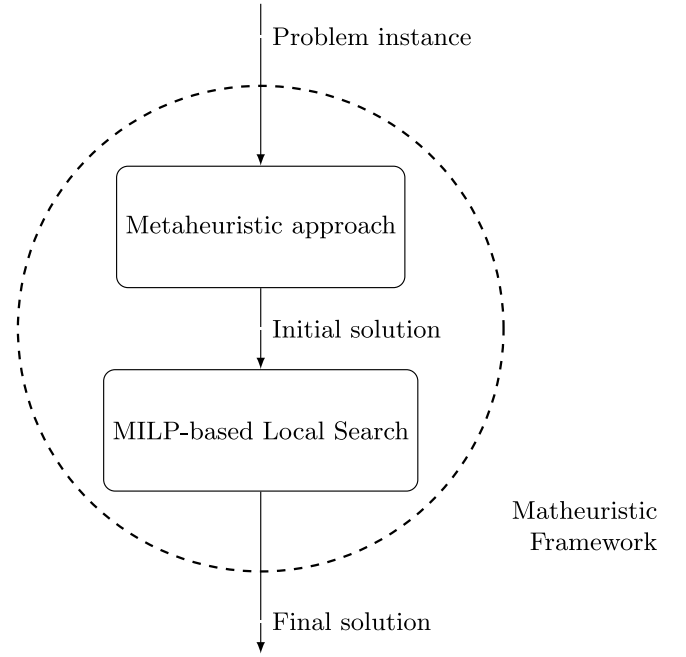 Problem instance
Metaheuristic approach
Initial solution
MILP-based Local Search
Matheuristic
Framework
Final solution